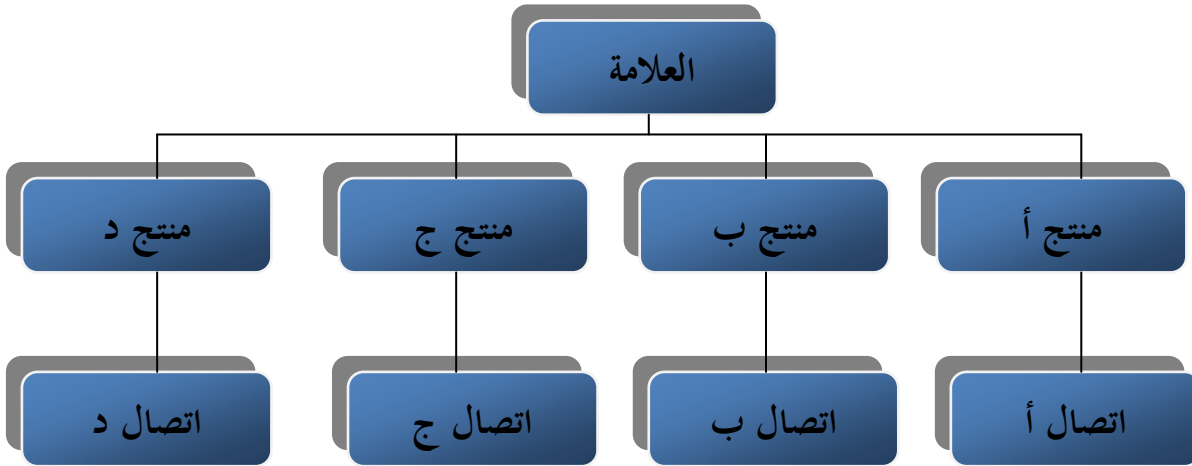 العلامة
منتج أ
منتج ب
منتج ج
منتج د
اتصال أ
اتصال ب
اتصال ج
اتصال د